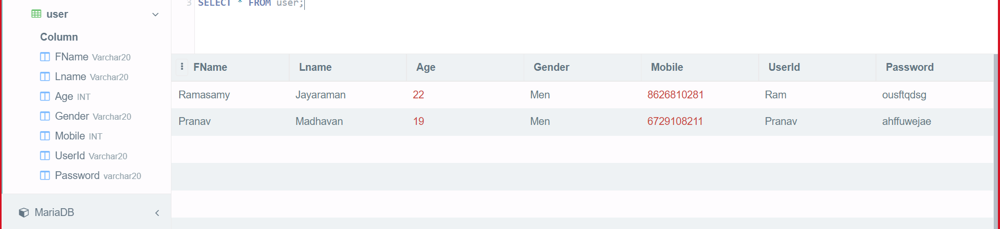 3 SELECT * FROM user;
user
Column
FName Varchar20
Lname Varchar20
Age INT
Gender Varchar20
Mobile INT
UserId Varchar20
Password varchar20
MariaDB
FName Lname Age Gender Mobile UserId Password
Ramasamy Jayaraman 22 Men 8626810281 Ram ousftqdsg
Pranav Madhavan 19 Men 6729108211 Pranav ahffuwejae